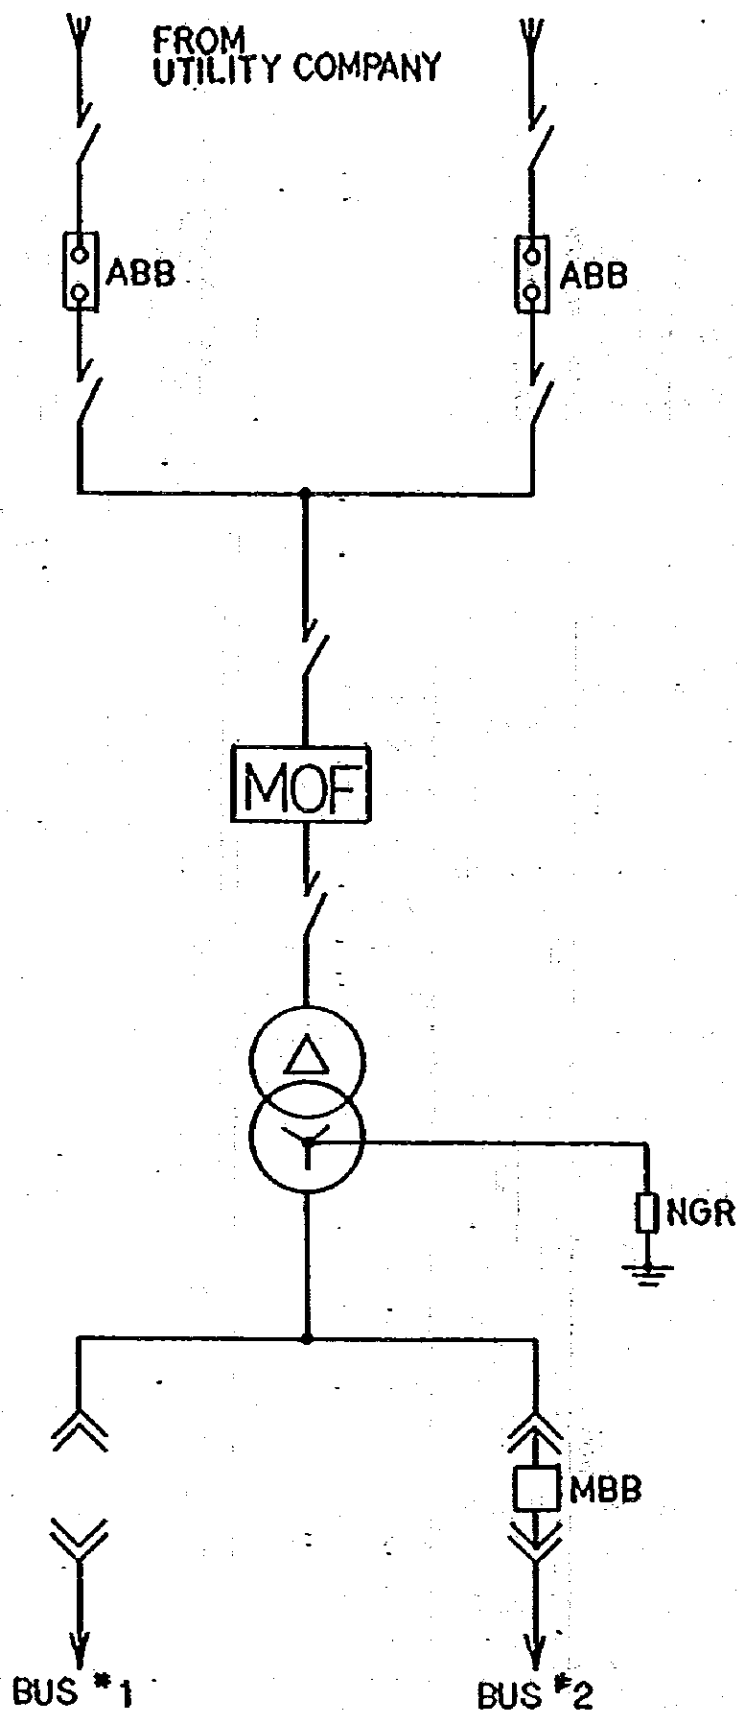 FROM
UTILITY COMPANY
ABB
ABB
MOF
NGR
MBB
BUS #1
BUS #2